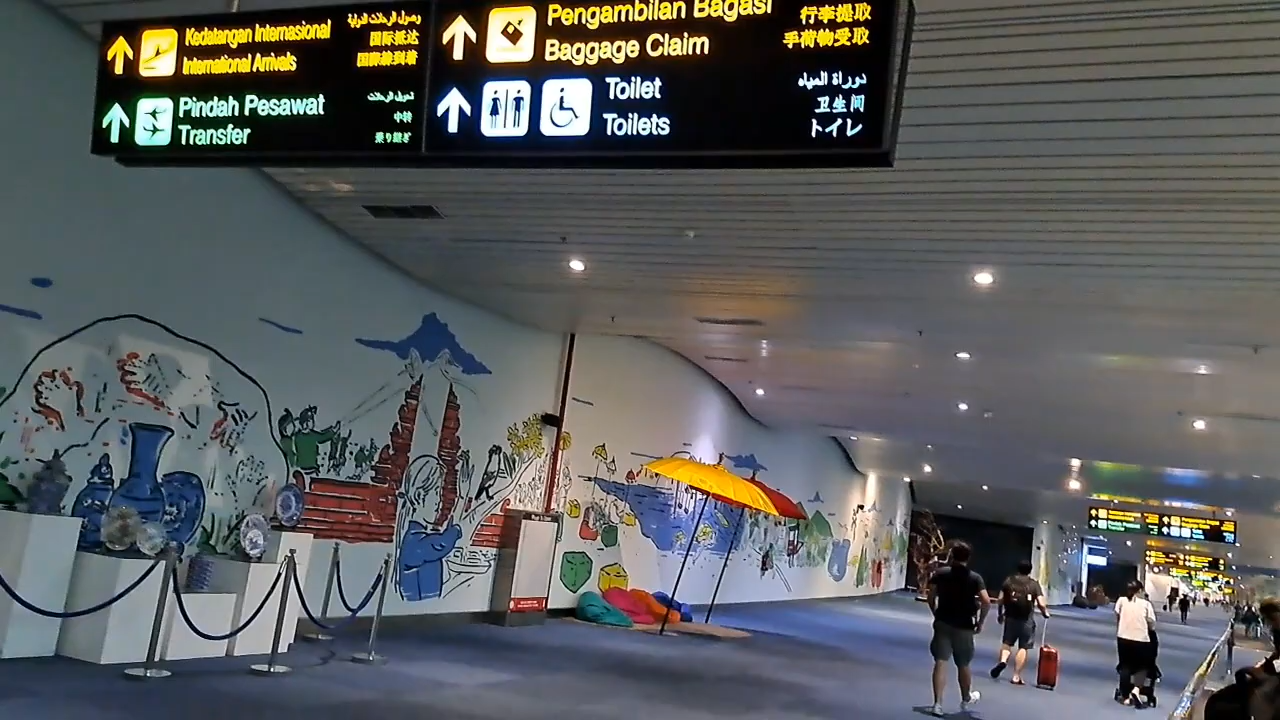 Kedatangan Internasional
International Arrivals
وصول الرحلات الدولية
国际抵达
国際線到着
Pindah Pesawat
Transfer
تحويل الرحلات
中转
乗り継ぎ
Pengambilan Bagasi
Baggage Claim
行李提取
手荷物受取
Toilet
Toilets
دورة المياه
卫生间
トイレ